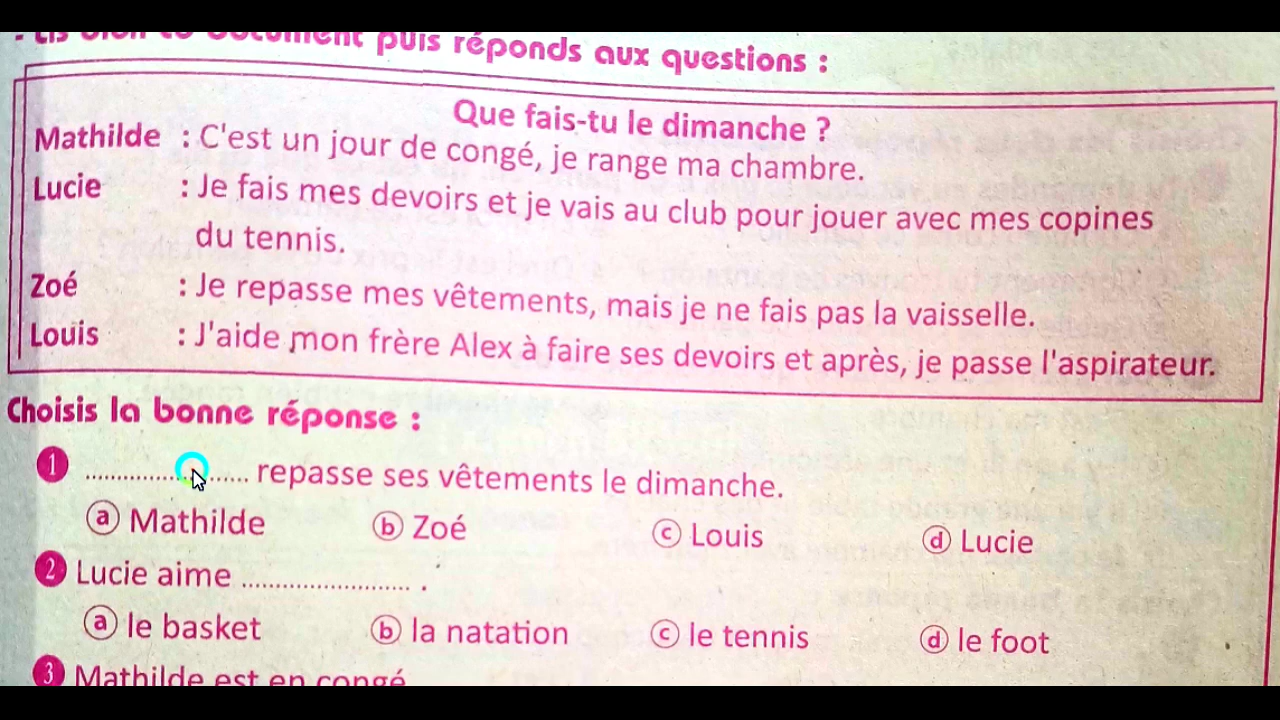 - Lis bien ce document puis réponds aux questions :
Que fais-tu le dimanche ?
Mathilde : C'est un jour de congé, je range ma chambre.
Lucie : Je fais mes devoirs et je vais au club pour jouer avec mes copines
du tennis.
Zoé : Je repasse mes vêtements, mais je ne fais pas la vaisselle.
Louis : J'aide mon frère Alex à faire ses devoirs et après, je passe l'aspirateur.
Choisis la bonne réponse :
1 ........................ repasse ses vêtements le dimanche.
a Mathilde b Zoé c Louis d Lucie
2 Lucie aime ........................ .
a le basket b la natation c le tennis d le foot
3 Mathilde est en congé